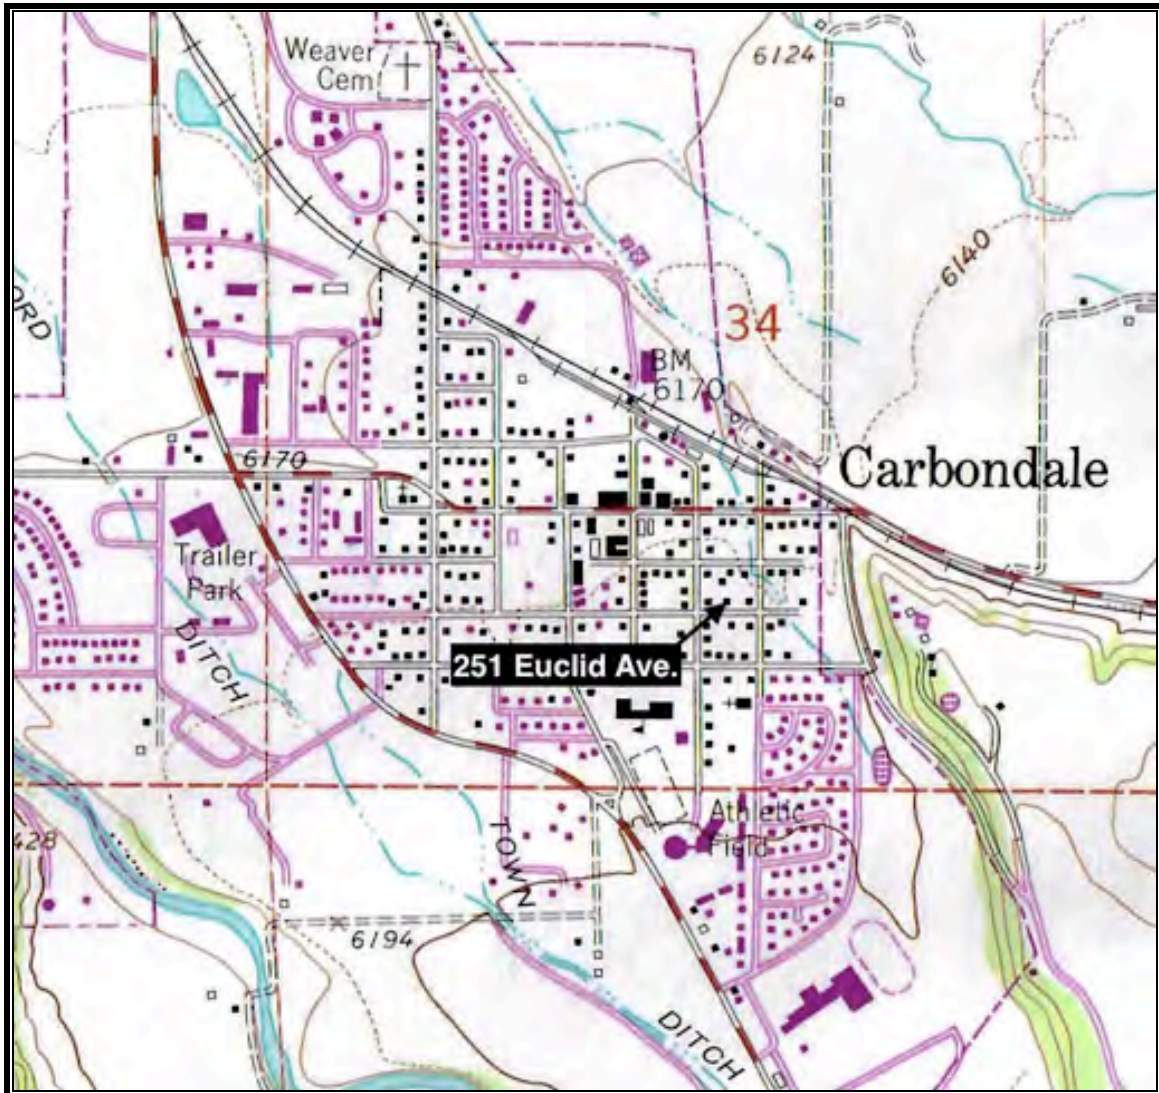 Weaver
Cem
6124
6140
ORD
34
BM
6170
Carbondale
6170
Trailer
Park
DITCH
251 Euclid Ave.
Athletic
Field
TOWN
428
6194
DITCH